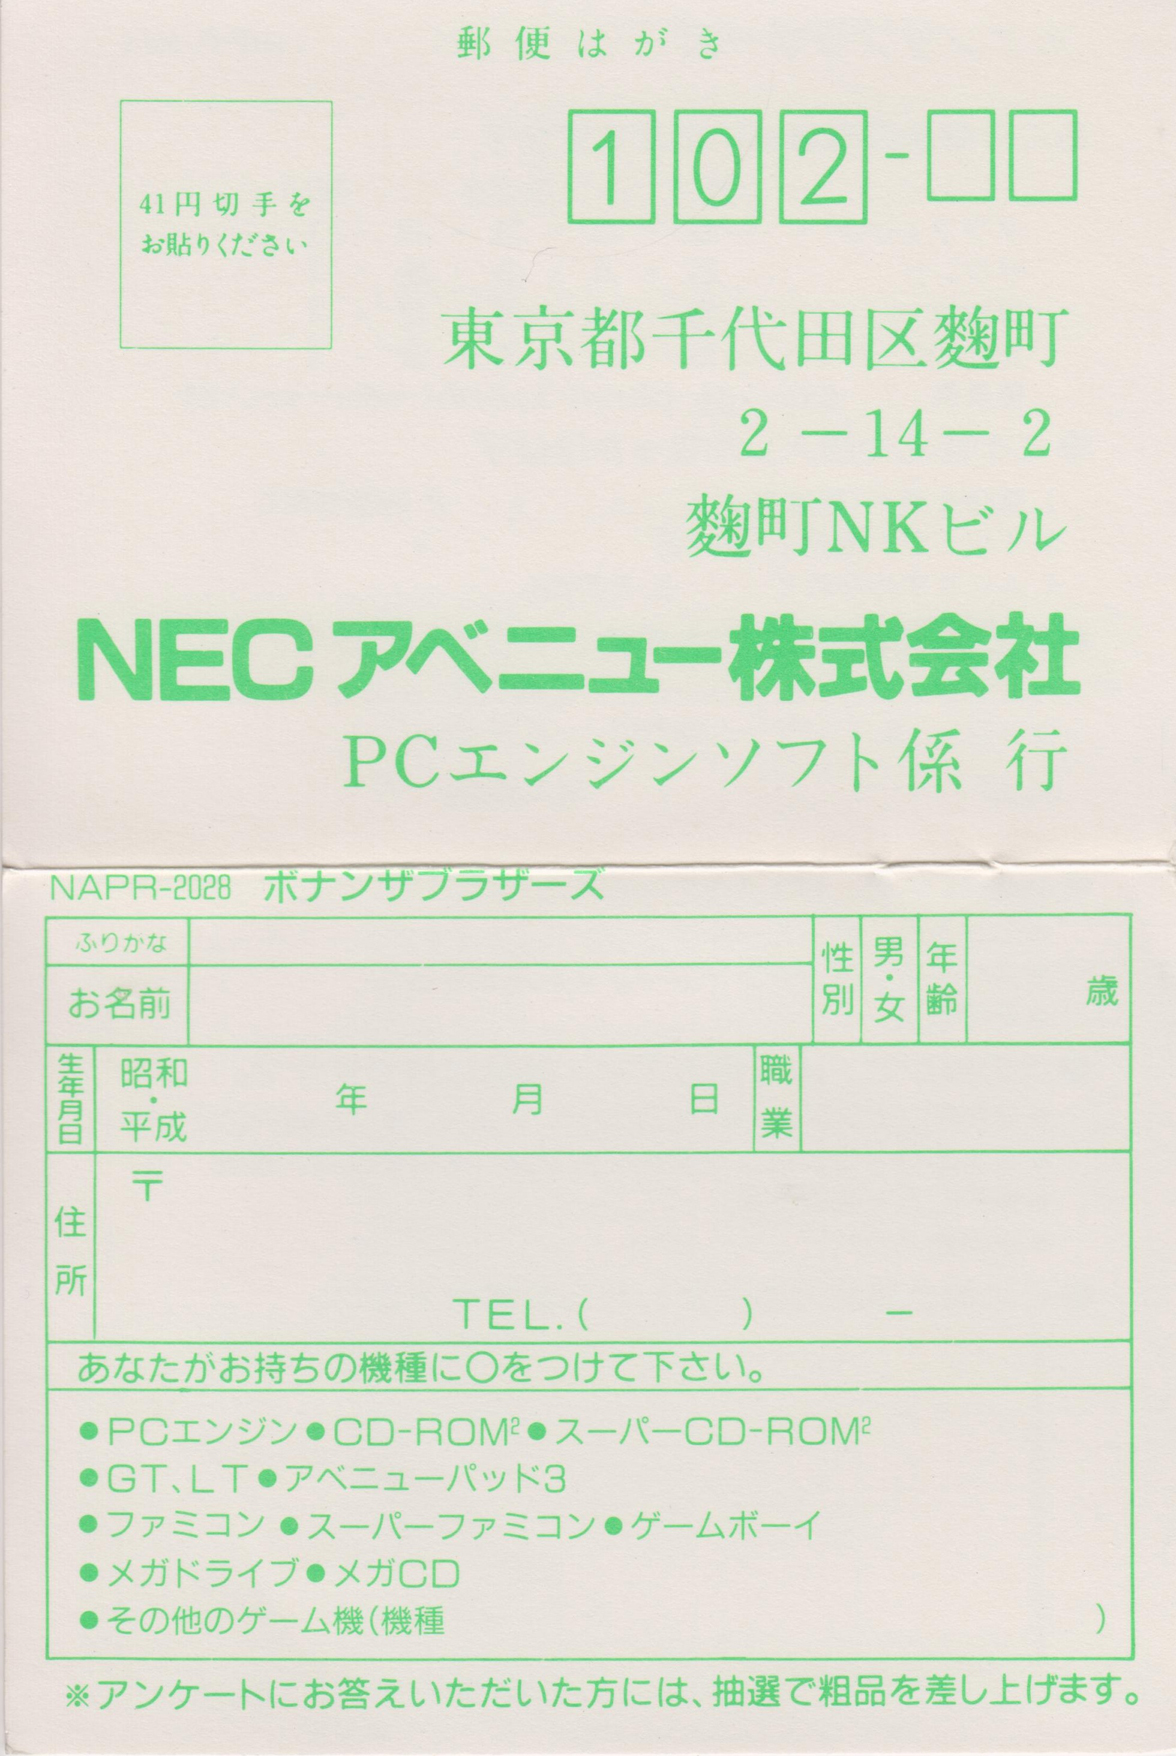 郵便はがき
41円切手を
お貼りください
102-
東京都千代田区麴町
2－14－2
麴町NKビル
NECアベニュー株式会社
PCエンジンソフト係 行
NAPR-2028 ボナンザブラザーズ
ふりかな
お名前
性別
男・女
年齢
歳
生年月日
昭和・平成
年 月 日
職業
住所
〒
TEL.( ) －
あなたがお持ちの機種に○をつけて下さい。
●PCエンジン●CD-ROM²●スーパーCD-ROM²
●GT、LT●アベニューパッド3
●ファミコン ●スーパーファミコン●ゲームボーイ
●メガドライブ●メガCD
●その他のゲーム機(機種 )
※アンケートにお答えいただいた方には、抽選で粗品を差し上げます。